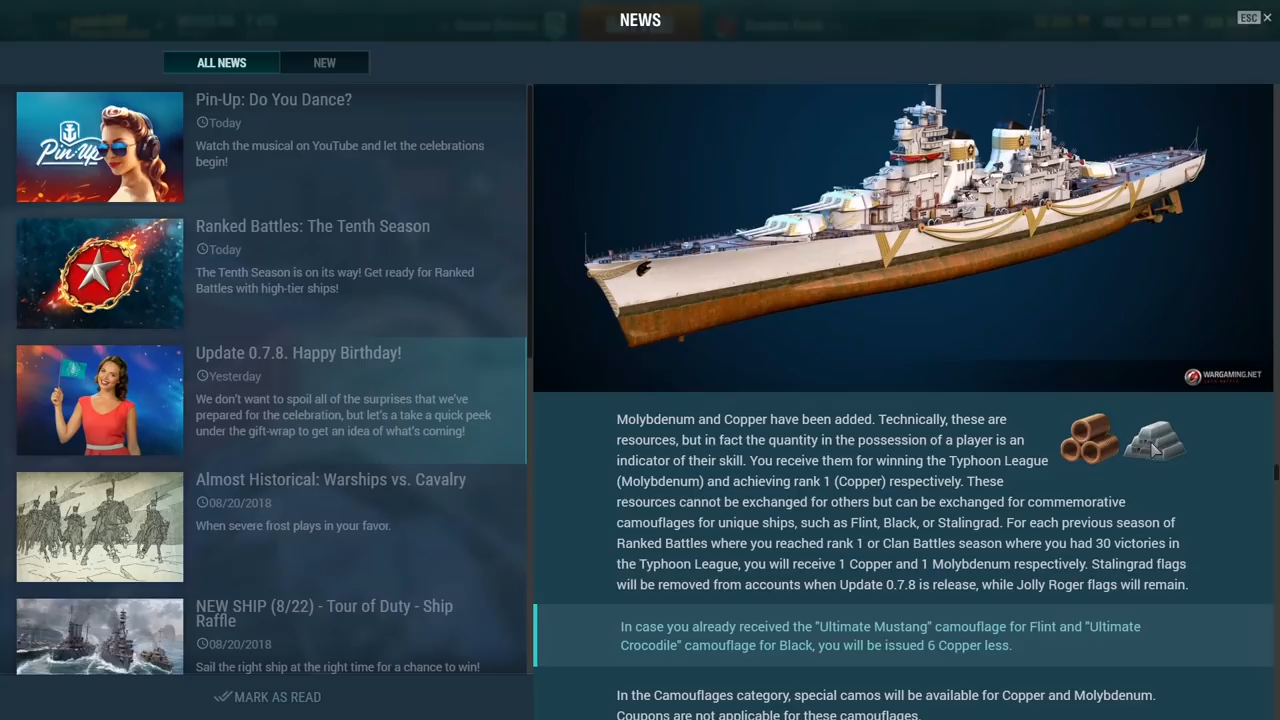 NEWS
ESC
ALL NEWS
NEW
Pin-Up
Pin-Up: Do You Dance?
Today
Watch the musical on YouTube and let the celebrations
begin!
Ranked Battles: The Tenth Season
Today
The Tenth Season is on its way! Get ready for Ranked
Battles with high-tier ships!
Update 0.7.8. Happy Birthday!
Yesterday
We don't want to spoil all of the surprises that we've
prepared for the celebration, but let's a take a quick peek
under the gift-wrap to get an idea of what's coming!
Almost Historical: Warships vs. Cavalry
08/20/2018
When severe frost plays in your favor.
NEW SHIP (8/22) - Tour of Duty - Ship
Raffle
08/20/2018
Sail the right ship at the right time for a chance to win!
MARK AS READ
WARGAMING.NET
LET'S BATTLE
Molybdenum and Copper have been added. Technically, these are
resources, but in fact the quantity in the possession of a player is an
indicator of their skill. You receive them for winning the Typhoon League
(Molybdenum) and achieving rank 1 (Copper) respectively. These
resources cannot be exchanged for others but can be exchanged for commemorative
camouflages for unique ships, such as Flint, Black, or Stalingrad. For each previous season of
Ranked Battles where you reached rank 1 or Clan Battles season where you had 30 victories in
the Typhoon League, you will receive 1 Copper and 1 Molybdenum respectively. Stalingrad flags
will be removed from accounts when Update 0.7.8 is release, while Jolly Roger flags will remain.
In case you already received the "Ultimate Mustang" camouflage for Flint and "Ultimate
Crocodile" camouflage for Black, you will be issued 6 Copper less.
In the Camouflages category, special camos will be available for Copper and Molybdenum.
Coupons are not applicable for these camouflages.